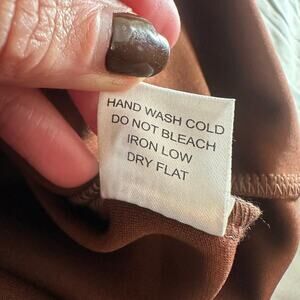 HAND WASH COLD
DO NOT BLEACH
IRON LOW
DRY FLAT